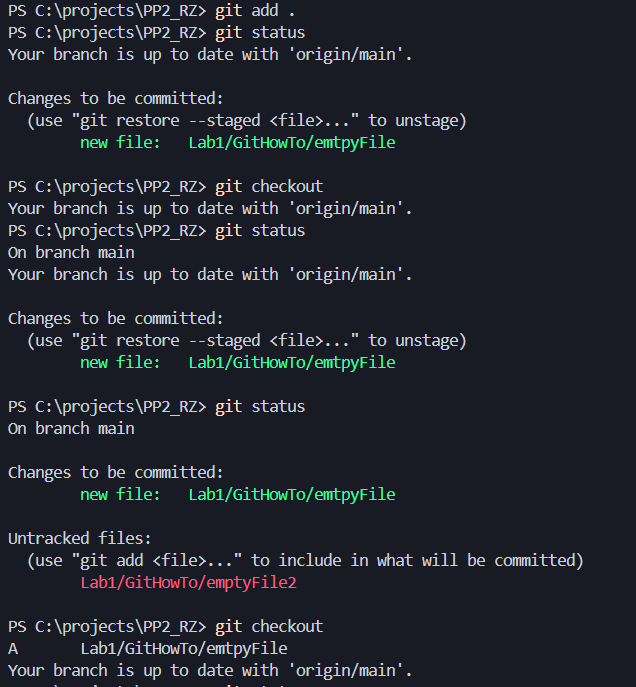 PS C:\projects\PP2_RZ> git add .
PS C:\projects\PP2_RZ> git status
Your branch is up to date with 'origin/main'.
Changes to be committed:
(use "git restore --staged <file>..." to unstage)
new file: Lab1/GitHowTo/emtpyFile
PS C:\projects\PP2_RZ> git checkout
Your branch is up to date with 'origin/main'.
PS C:\projects\PP2_RZ> git status
On branch main
Your branch is up to date with 'origin/main'.
Changes to be committed:
(use "git restore --staged <file>..." to unstage)
new file: Lab1/GitHowTo/emtpyFile
PS C:\projects\PP2_RZ> git status
On branch main
Changes to be committed:
new file: Lab1/GitHowTo/emtpyFile
Untracked files:
(use "git add <file>..." to include in what will be committed)
Lab1/GitHowTo/emptyFile2
PS C:\projects\PP2_RZ> git checkout
A Lab1/GitHowTo/emtpyFile
Your branch is up to date with 'origin/main'.